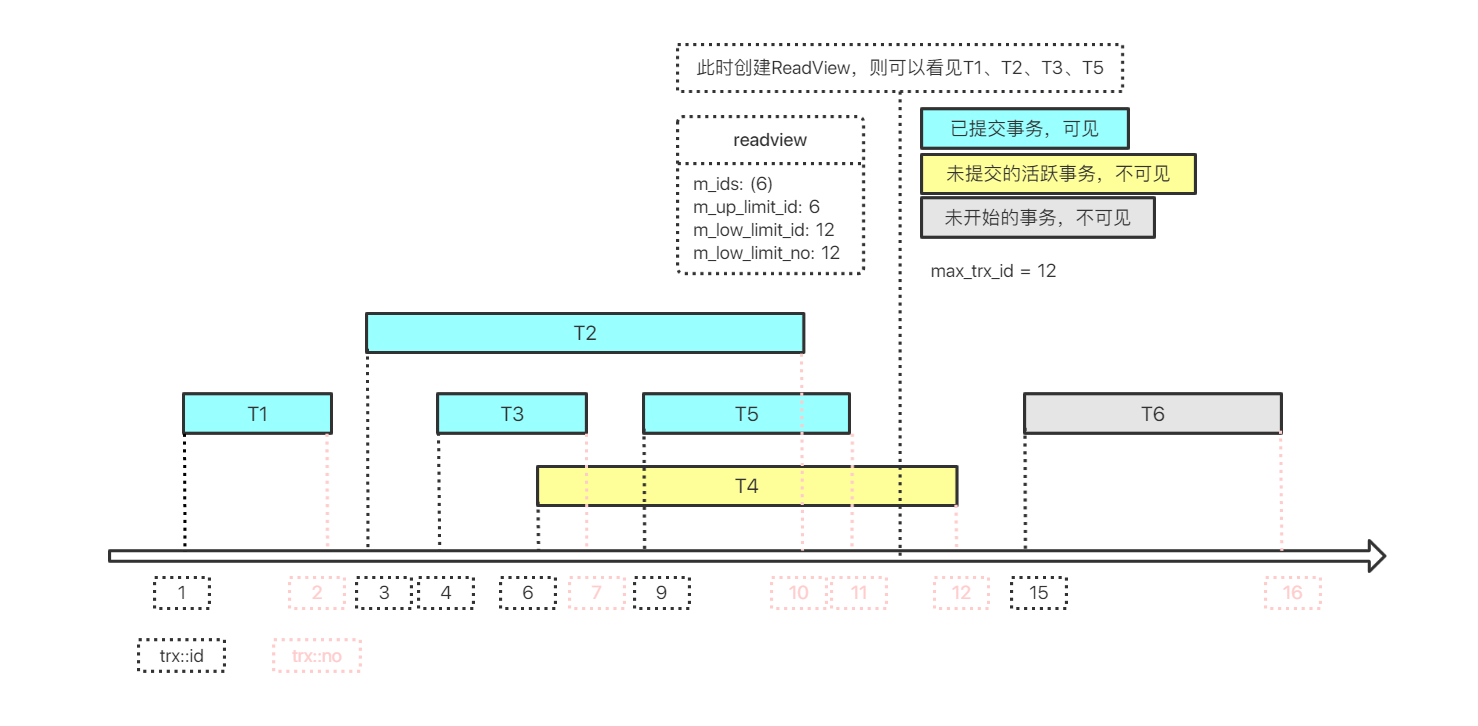 此时创建ReadView，则可以看见T1、T2、T3、T5
readview
m_ids: (6)
m_up_limit_id: 6
m_low_limit_id: 12
m_low_limit_no: 12
已提交事务，可见
未提交的活跃事务，不可见
未开始的事务，不可见
max_trx_id = 12
T2
T1
T3
T5
T6
T4
1
2
3
4
6
7
9
10
11
12
15
16
trx::id
trx::no